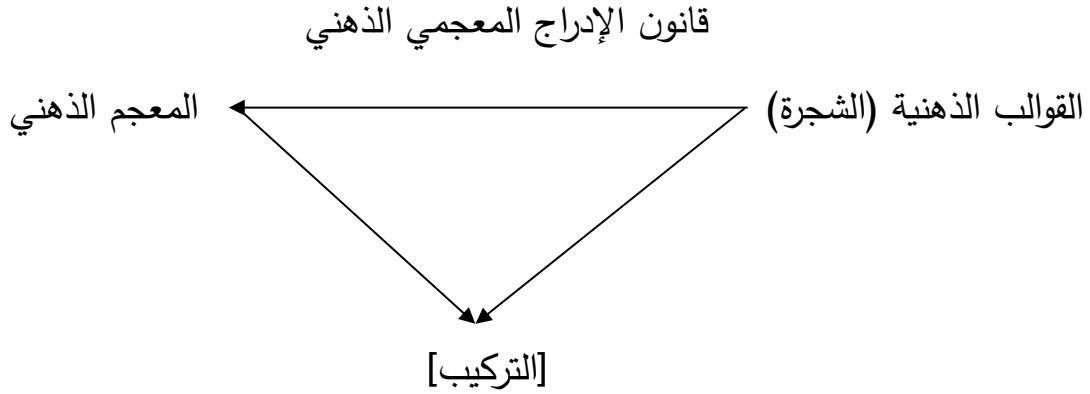 قانون الإدراج المعجمي الذهني
القوالب الذهنية (الشجرة)
المعجم الذهني
[التركيب]